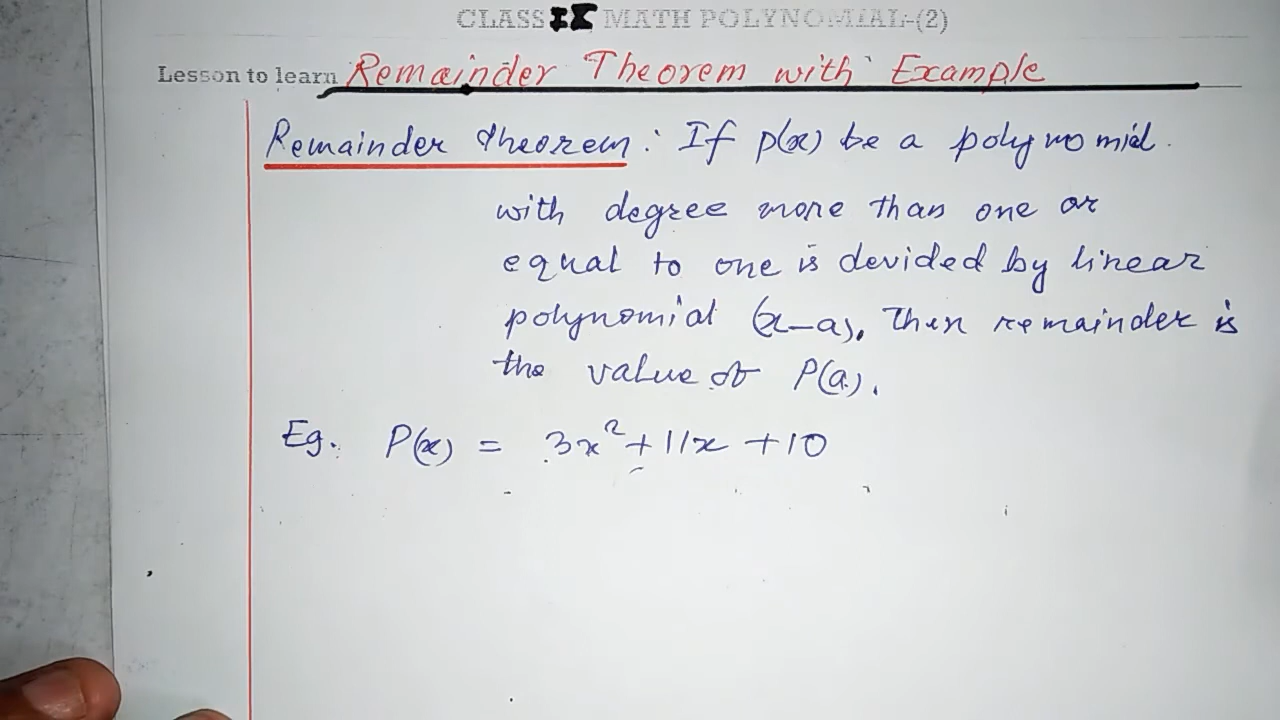 CLASS IX MATH POLYNOMIAL-(2)
Lesson to learn Remainder Theorem with Example
Remainder theorem: If p(x) be a polynomial.
with degree more than one or
equal to one is devided by linear
polynomial (x-a), Then remainder is
the value of P(a).
Eg. P(x) = 3x²+11x+10